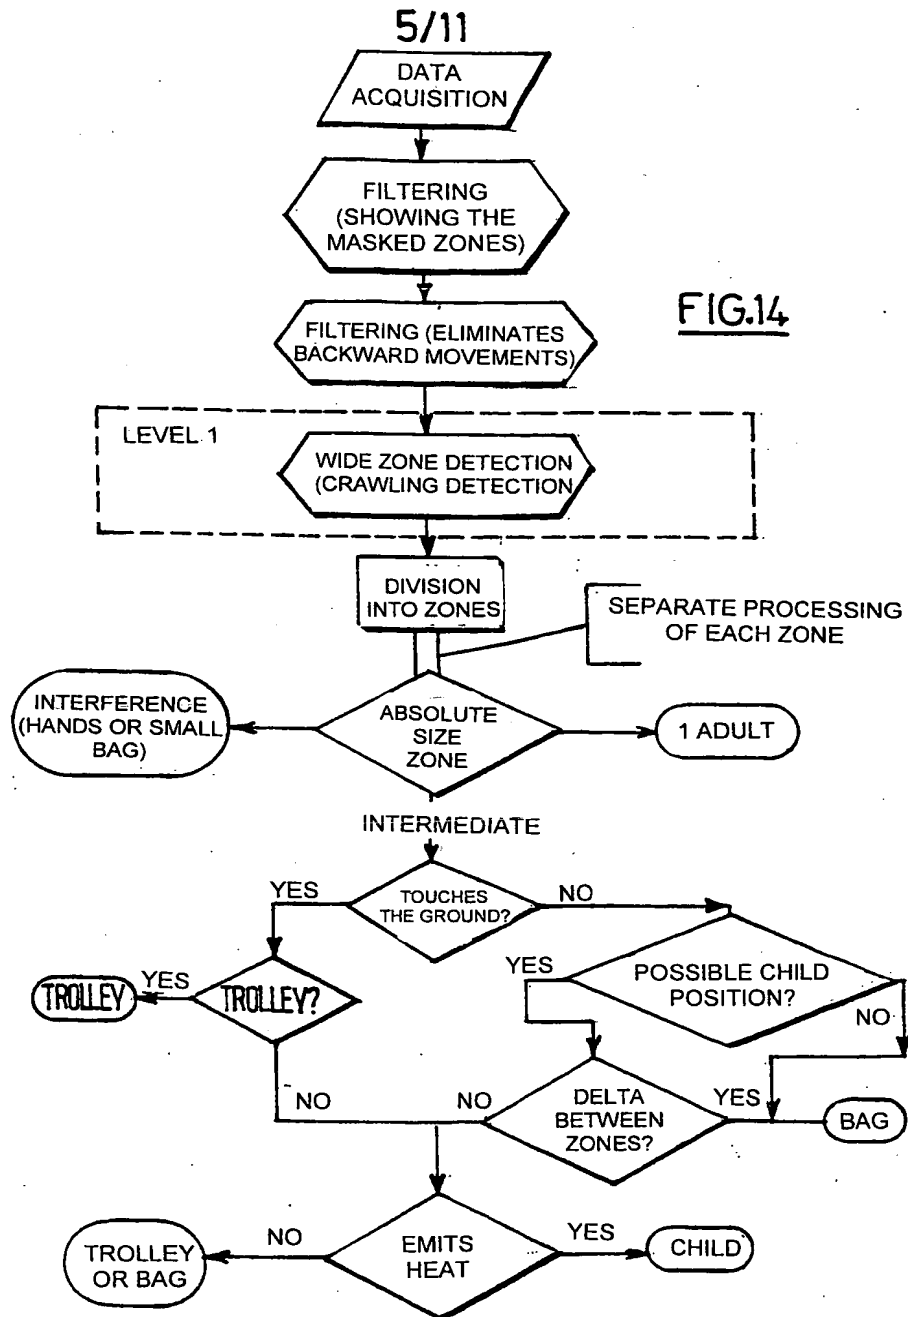 5/11
DATA
ACQUISITION
FILTERING
(SHOWING THE
MASKED ZONES)
FIG.14
FILTERING (ELIMINATES
BACKWARD MOVEMENTS)
LEVEL 1
WIDE ZONE DETECTION
(CRAWLING DETECTION
DIVISION
INTO ZONES
SEPARATE PROCESSING
OF EACH ZONE
INTERFERENCE
(HANDS OR SMALL
BAG)
ABSOLUTE
SIZE
ZONE
1 ADULT
INTERMEDIATE
YES
TOUCHES
THE GROUND?
NO
TROLLEY
YES
TROLLEY?
YES
POSSIBLE CHILD
POSITION?
NO
NO
NO
DELTA
BETWEEN
ZONES?
YES
BAG
TROLLEY
OR BAG
NO
EMITS
HEAT
YES
CHILD